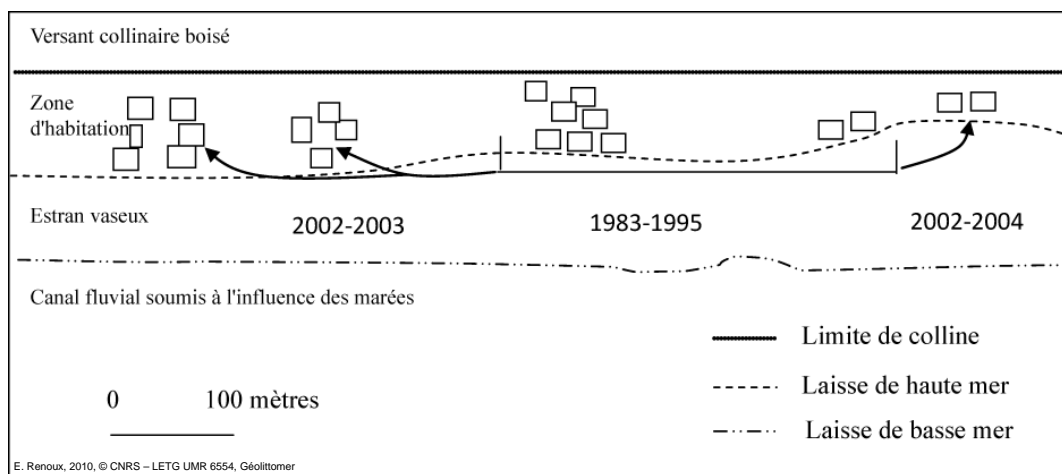 Versant collinaire boisé
Zone
d'habitation
Estran vaseux
2002-2003
1983-1995
2002-2004
Canal fluvial soumis à l'influence des marées
Limite de colline
Laisse de haute mer
Laisse de basse mer
0 100 mètres
E. Renoux, 2010, © CNRS – LETG UMR 6554, Géolittomer